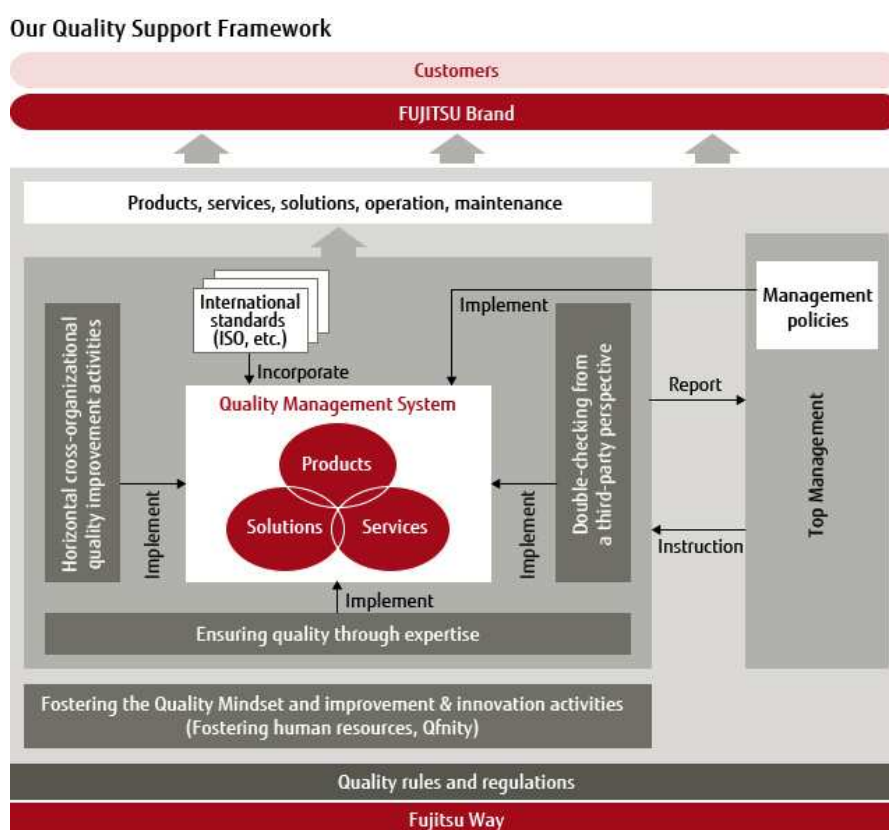 Our Quality Support Framework
Customers
FUJITSU Brand
Products, services, solutions, operation, maintenance
International
standards
(ISO, etc.)
Incorporate
Implement
Management
policies
Horizontal cross-organizational
quality improvement activities
Implement
Quality Management System
Products
Solutions
Services
Implement
Double-checking from
a third-party perspective
Report
Instruction
Top Management
Implement
Ensuring quality through expertise
Fostering the Quality Mindset and improvement & innovation activities
(Fostering human resources, Qfnity)
Quality rules and regulations
Fujitsu Way